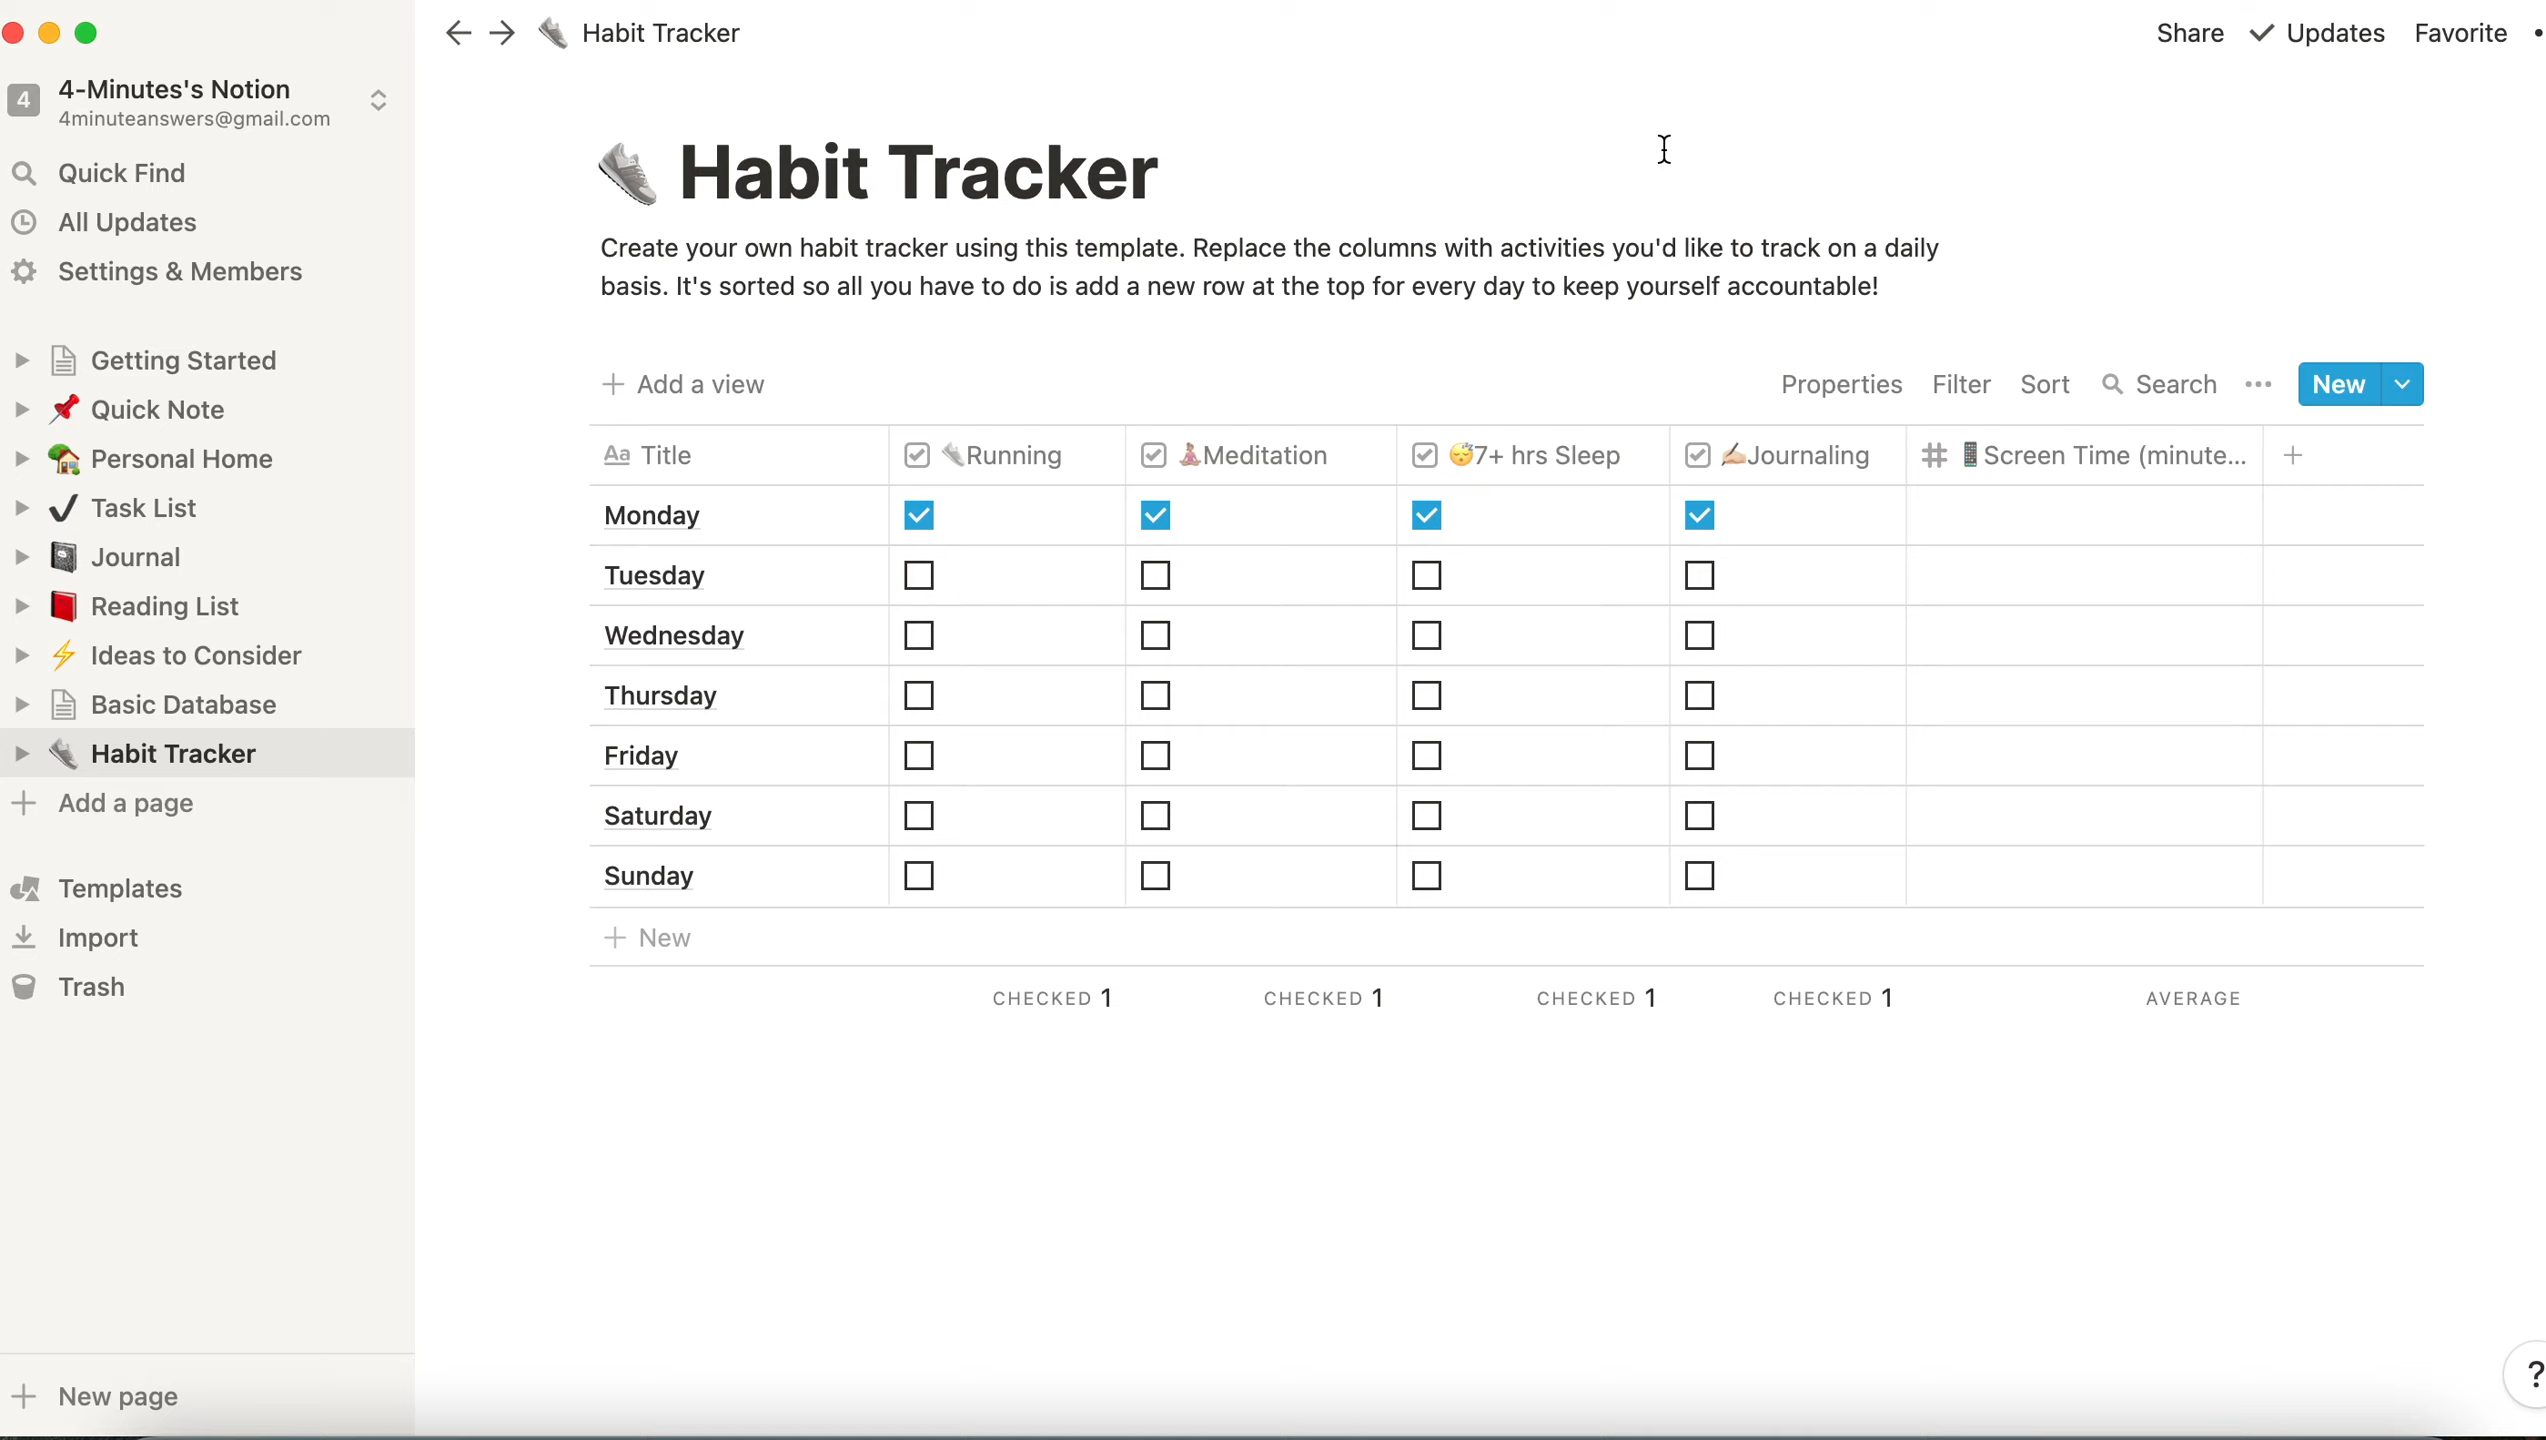 Habit Tracker
Share Updates Favorite
4 4-Minutes's Notion
4minuteanswers@gmail.com
Quick Find
All Updates
Settings & Members
Getting Started
Quick Note
Personal Home
Task List
Journal
Reading List
Ideas to Consider
Basic Database
Habit Tracker
Add a page
Templates
Import
Trash
New page
Habit Tracker
Create your own habit tracker using this template. Replace the columns with activities you'd like to track on a daily
basis. It's sorted so all you have to do is add a new row at the top for every day to keep yourself accountable!
Add a view Properties Filter Sort Search New
Aa Title Running Meditation 7+ hrs Sleep Journaling # Screen Time (minute...
Monday
Tuesday
Wednesday
Thursday
Friday
Saturday
Sunday
New
CHECKED 1 CHECKED 1 CHECKED 1 CHECKED 1 AVERAGE
?